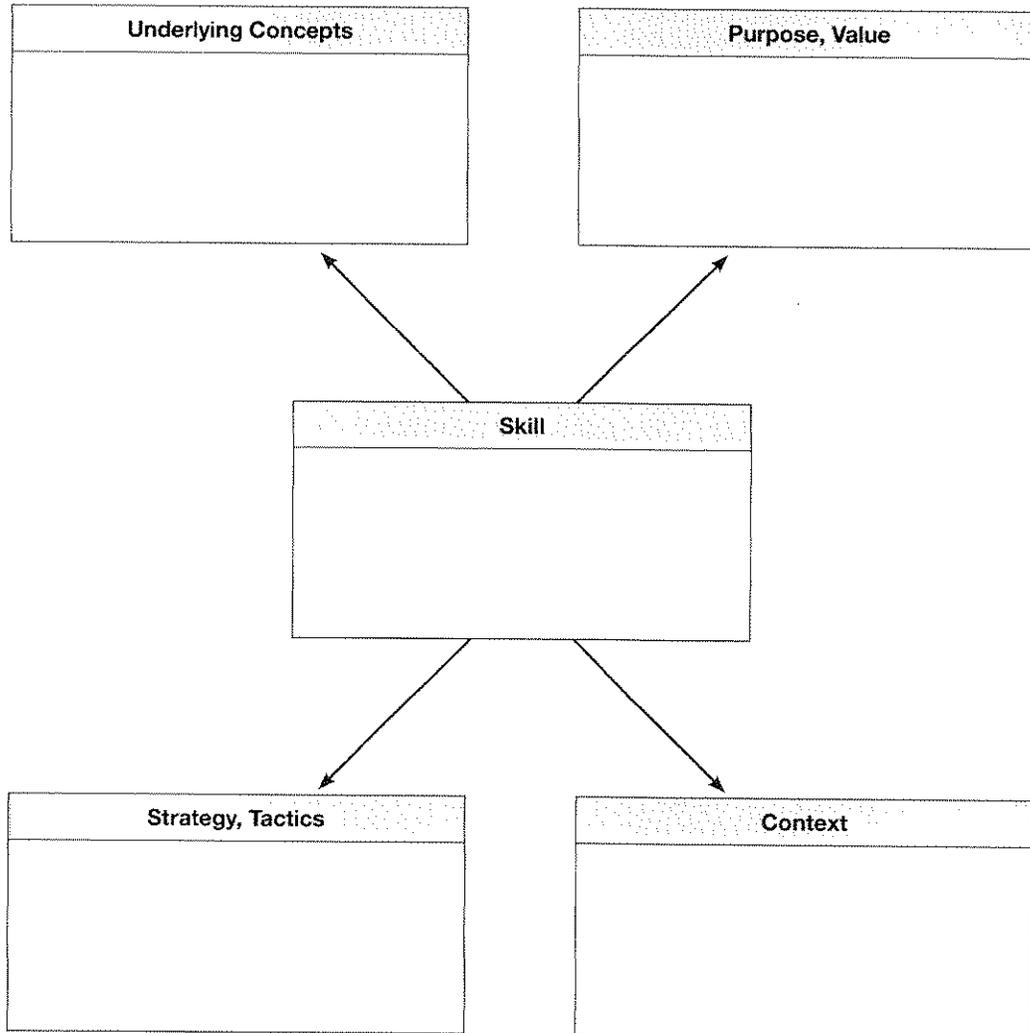 Underlying Concepts
Purpose, Value
Skill
Strategy, Tactics
Context